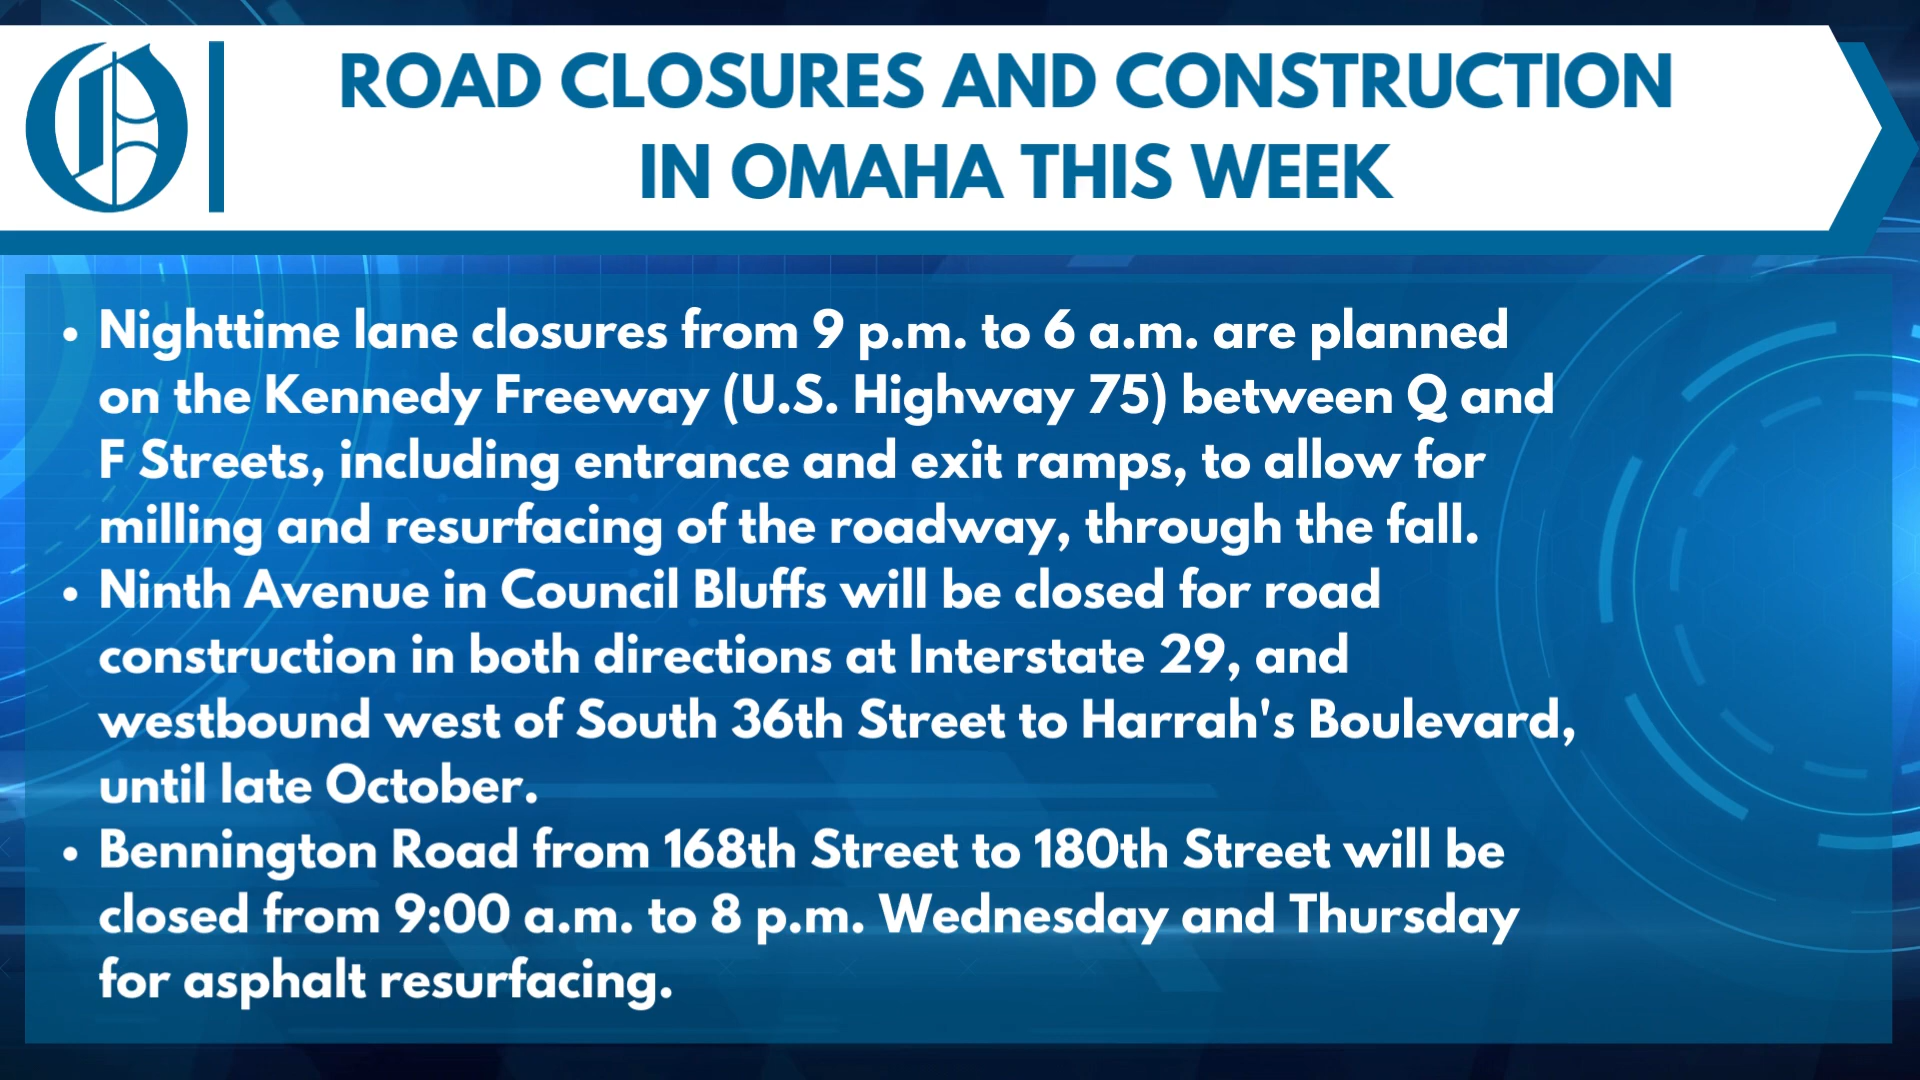 O
ROAD CLOSURES AND CONSTRUCTION
IN OMAHA THIS WEEK
• Nighttime lane closures from 9 p.m. to 6 a.m. are planned
on the Kennedy Freeway (U.S. Highway 75) between Q and
F Streets, including entrance and exit ramps, to allow for
milling and resurfacing of the roadway, through the fall.
• Ninth Avenue in Council Bluffs will be closed for road
construction in both directions at Interstate 29, and
westbound west of South 36th Street to Harrah's Boulevard,
until late October.
• Bennington Road from 168th Street to 180th Street will be
closed from 9:00 a.m. to 8 p.m. Wednesday and Thursday
for asphalt resurfacing.